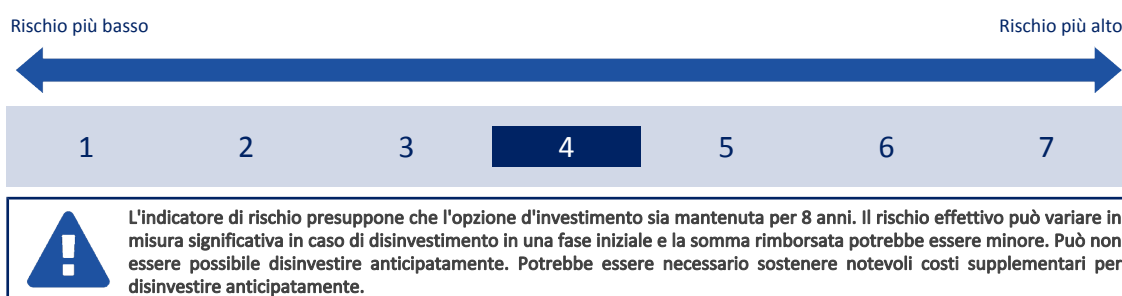 Rischio più basso Rischio più alto
1 2 3 4 5 6 7
L'indicatore di rischio presuppone che l'opzione d'investimento sia mantenuta per 8 anni. Il rischio effettivo può variare in
misura significativa in caso di disinvestimento in una fase iniziale e la somma rimborsata potrebbe essere minore. Può non
essere possibile disinvestire anticipatamente. Potrebbe essere necessario sostenere notevoli costi supplementari per
disinvestire anticipatamente.